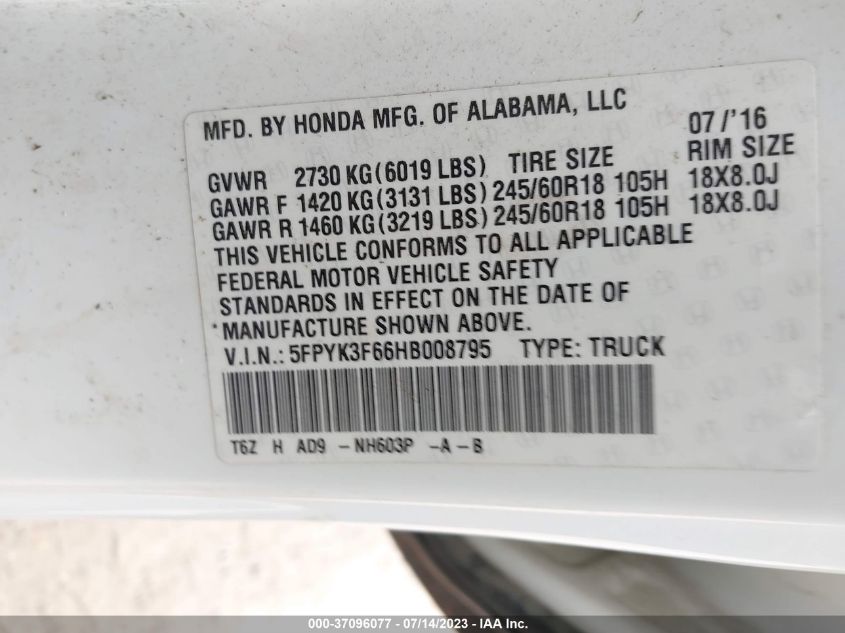 MFD. BY HONDA MFG. OF ALABAMA, LLC 07/'16
GVWR 2730 KG(6019 LBS) TIRE SIZE RIM SIZE
GAWR F 1420 KG(3131 LBS) 245/60R18 105H 18X8.0J
GAWR R 1460 KG(3219 LBS) 245/60R18 105H 18X8.0J
THIS VEHICLE CONFORMS TO ALL APPLICABLE
FEDERAL MOTOR VEHICLE SAFETY
STANDARDS IN EFFECT ON THE DATE OF
*MANUFACTURE SHOWN ABOVE.
V.I.N.: 5FPYK3F66HB008795 TYPE: TRUCK
T6Z H AD9 -NH603P -A-B
000-37096077 - 07/14/2023 - IAA Inc.